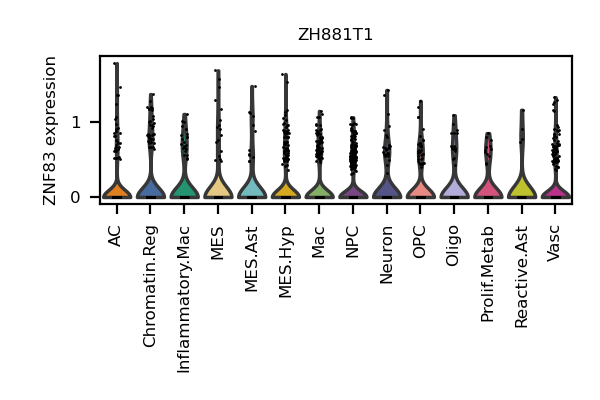 ZH881T1
ZNF83 expression
1
0
AC
Chromatin.Reg
Inflammatory.Mac
MES
MES.Ast
MES.Hyp
Mac
NPC
Neuron
OPC
Oligo
Prolif.Metab
Reactive.Ast
Vasc